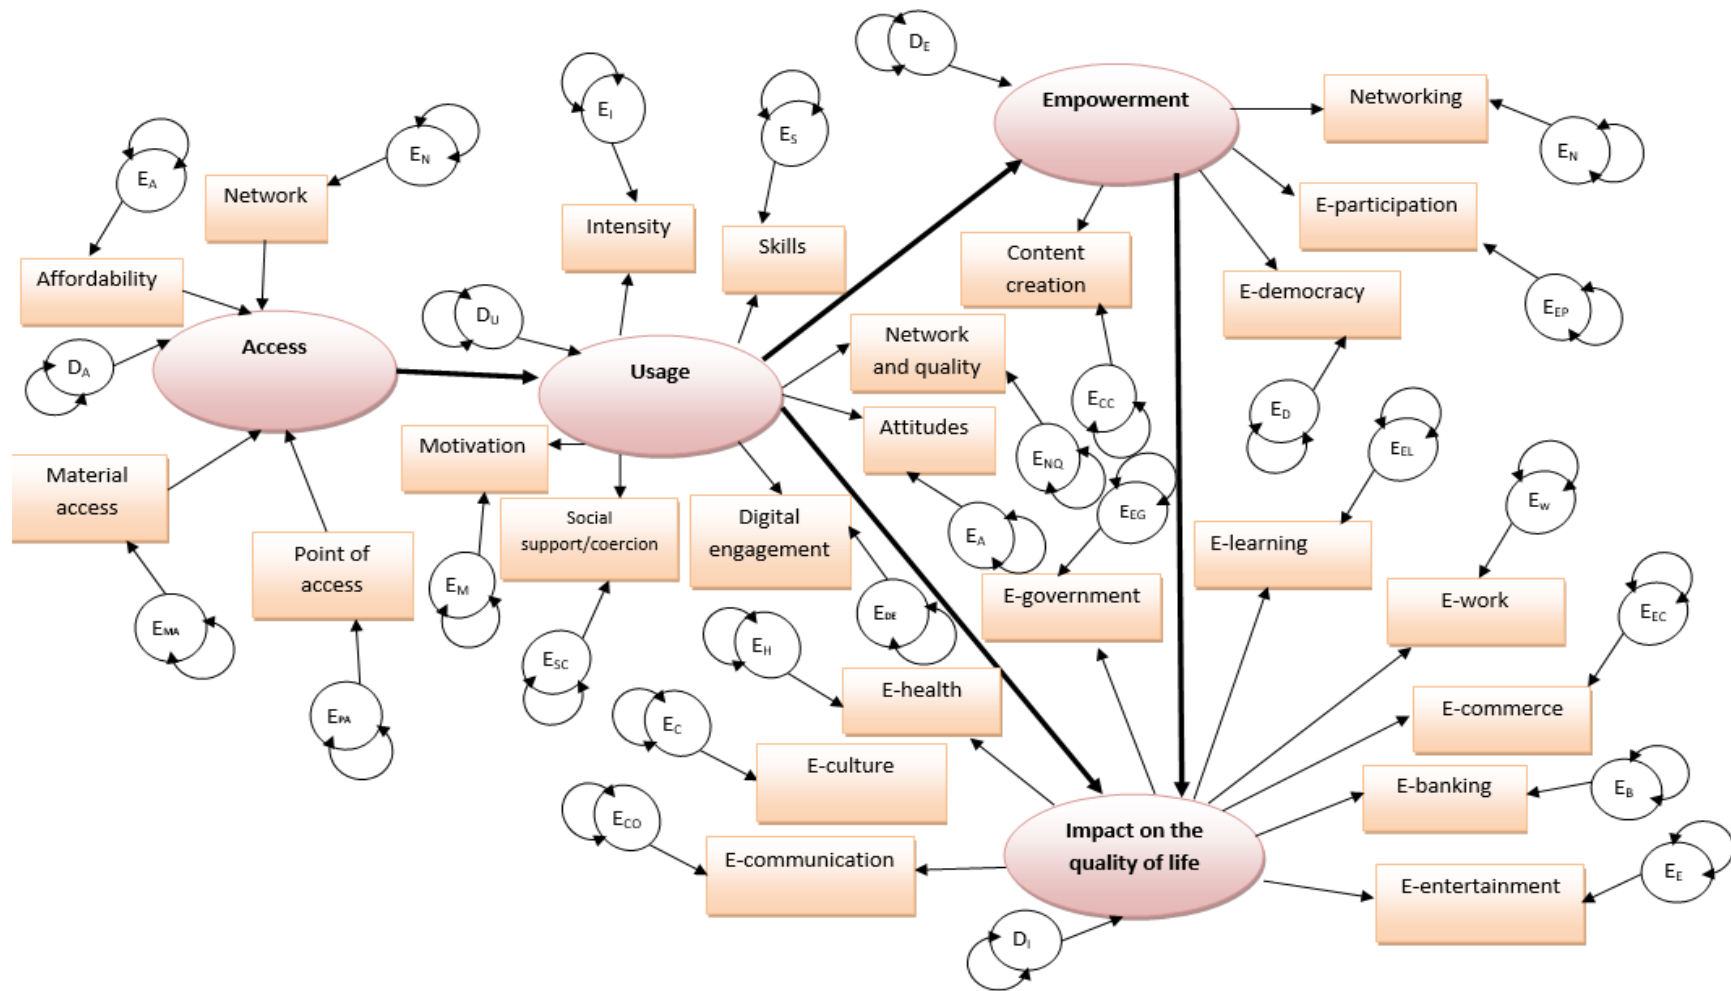 D_E
Empowerment
Networking
E_I
E_S
E_N
E_N
E_A
Network
Intensity
Skills
E-participation
Content
creation
Affordability
E-democracy
E_EP
D_U
D_A
Access
Usage
Network
and quality
E_CC
E_D
Attitudes
Motivation
E_NQ
E_EL
Material
access
Social
support/coercion
Digital
engagement
E_A
E_EG
E_W
E-learning
Point of
access
E_M
E-government
E-work
E_EC
E_MA
E_DE
E_H
E_SC
E-health
E-commerce
E_PA
E_C
E-culture
E-banking
E_B
E_CO
Impact on the
quality of life
E-communication
E-entertainment
E_E
D_I